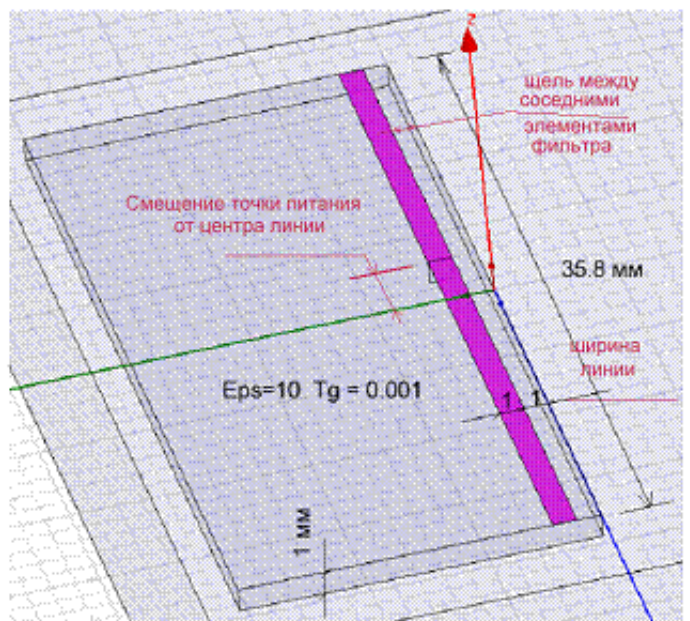 z
щель между
соседними
элементами
фильтра
Смещение точки питания
от центра линии
35.8 мм
ширина
линии
Eps=10 Tg = 0.001
1 1
1 мм